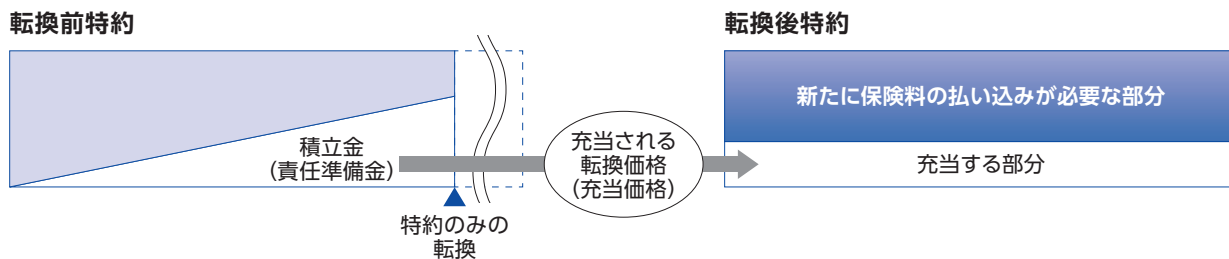 転換前特約
転換後特約
新たに保険料の払い込みが必要な部分
積立金
(責任準備金)
充当される
転換価格
(充当価格)
充当する部分
特約のみの
転換